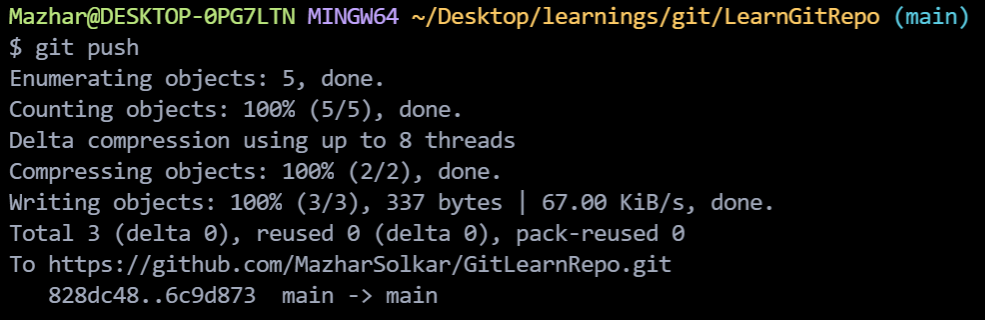 Mazhar@DESKTOP-0PG7LTN MINGW64 ~/Desktop/learnings/git/LearnGitRepo (main)
$ git push
Enumerating objects: 5, done.
Counting objects: 100% (5/5), done.
Delta compression using up to 8 threads
Compressing objects: 100% (2/2), done.
Writing objects: 100% (3/3), 337 bytes | 67.00 KiB/s, done.
Total 3 (delta 0), reused 0 (delta 0), pack-reused 0
To https://github.com/MazharSolkar/GitLearnRepo.git
   828dc48..6c9d873  main -> main